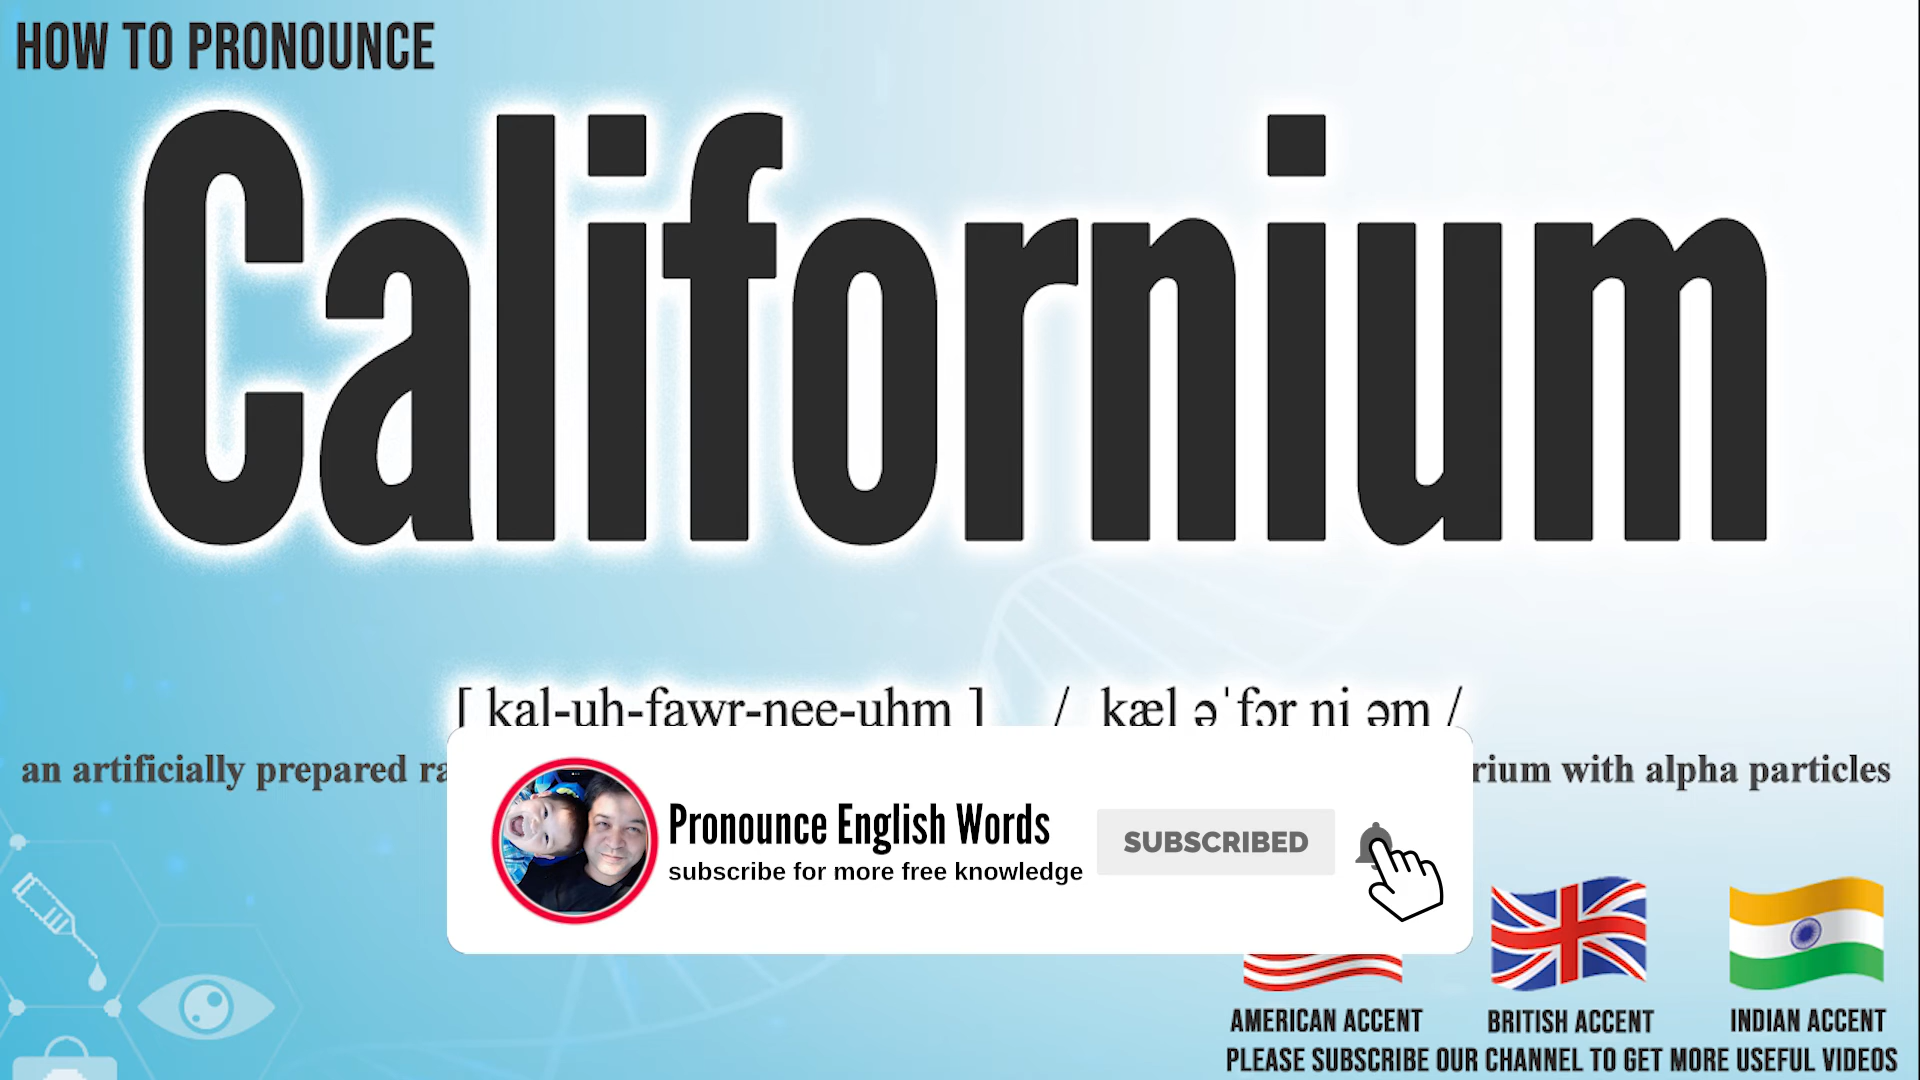 HOW TO PRONOUNCE
Californium
[ kal-uh-fawr-nee-uhm ] / kæl əˈfɔr ni əm /
an artificially prepared
with alpha particles
Pronounce English Words
subscribe for more free knowledge
SUBSCRIBED
AMERICAN ACCENT
BRITISH ACCENT
INDIAN ACCENT
PLEASE SUBSCRIBE OUR CHANNEL TO GET MORE USEFUL VIDEOS